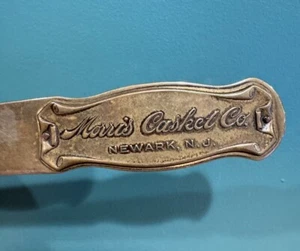 Morris Casket Co.
NEWARK, N. J.